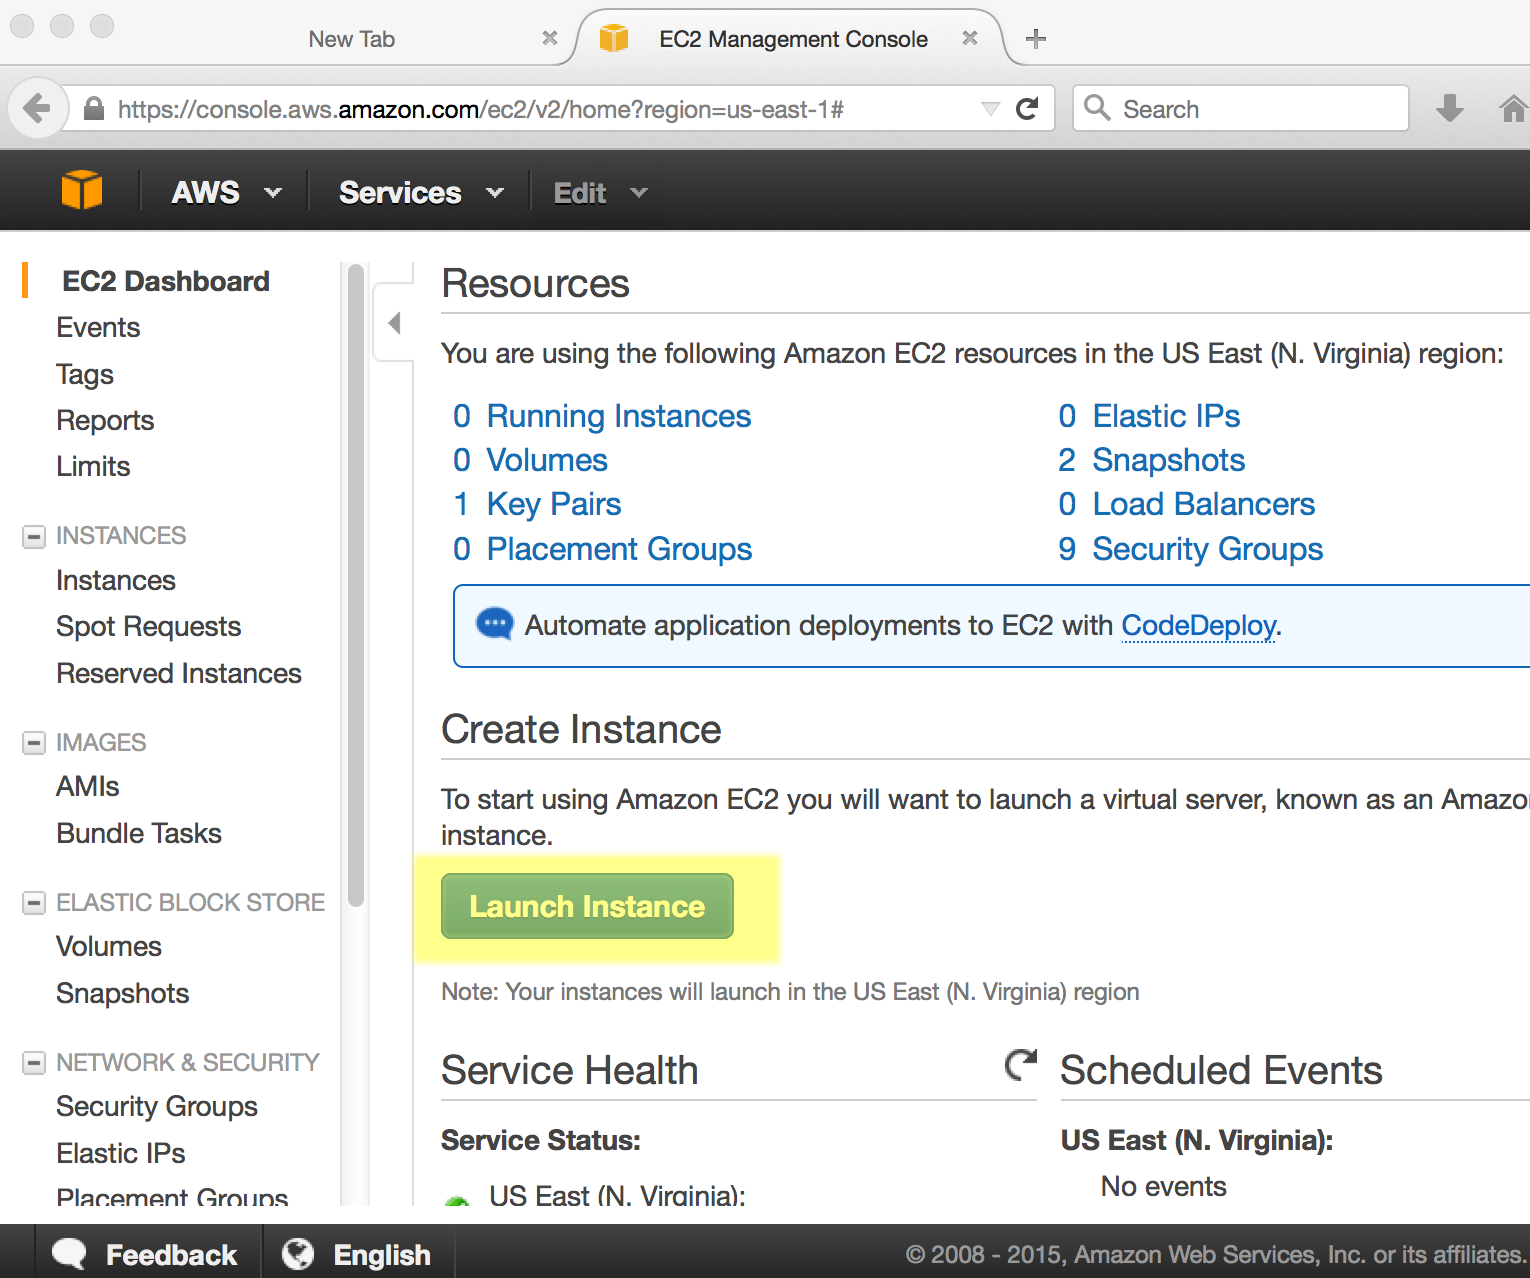 New Tab
EC2 Management Console
https://console.aws.amazon.com/ec2/v2/home?region=us-east-1#
Search
AWS
Services
Edit
EC2 Dashboard
Events
Tags
Reports
Limits
INSTANCES
Instances
Spot Requests
Reserved Instances
IMAGES
AMIs
Bundle Tasks
ELASTIC BLOCK STORE
Volumes
Snapshots
NETWORK & SECURITY
Security Groups
Elastic IPs
Placement Groups
Resources
You are using the following Amazon EC2 resources in the US East (N. Virginia) region:
0 Running Instances
0 Elastic IPs
0 Volumes
2 Snapshots
1 Key Pairs
0 Load Balancers
0 Placement Groups
9 Security Groups
Automate application deployments to EC2 with CodeDeploy.
Create Instance
To start using Amazon EC2 you will want to launch a virtual server, known as an Amazo
instance.
Launch Instance
Note: Your instances will launch in the US East (N. Virginia) region
Service Health
Service Status:
US East (N. Virginia):
Scheduled Events
US East (N. Virginia):
No events
Feedback
English
© 2008 - 2015, Amazon Web Services, Inc. or its affiliates.